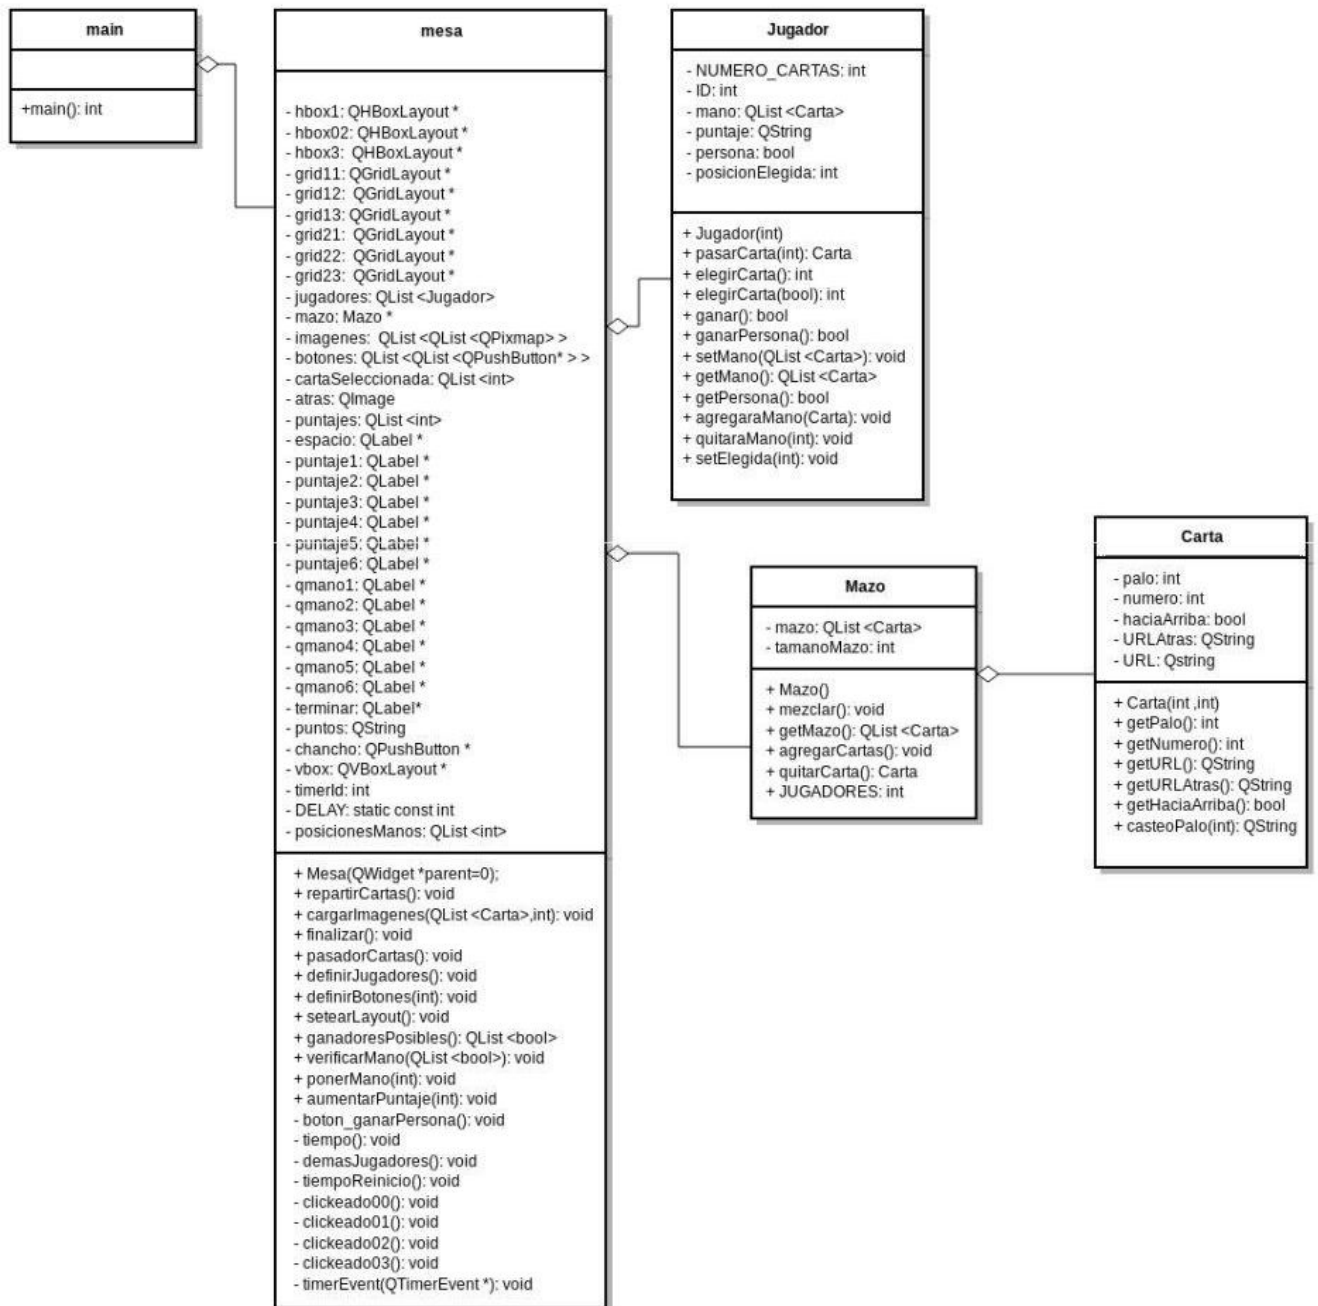 main
+main(): int
mesa
- hbox1: QHBoxLayout *
- hbox02: QHBoxLayout *
- hbox3:  QHBoxLayout *
- grid11: QGridLayout *
- grid12:  QGridLayout *
- grid13: QGridLayout *
- grid21:  QGridLayout *
- grid22:  QGridLayout *
- grid23:  QGridLayout *
- jugadores: QList <Jugador>
- mazo: Mazo *
- imagenes:  QList <QList <QPixmap> >
- botones: QList <QList <QPushButton* > >
- cartaSeleccionada: QList <int>
- atras: QImage
- puntajes: QList <int>
- espacio: QLabel *
- puntaje1: QLabel *
- puntaje2: QLabel *
- puntaje3: QLabel *
- puntaje4: QLabel *
- puntaje5: QLabel *
- puntaje6: QLabel *
- qmano1: QLabel *
- qmano2: QLabel *
- qmano3: QLabel *
- qmano4: QLabel *
- qmano5: QLabel *
- qmano6: QLabel *
- terminar: QLabel*
- puntos: QString
- chancho: QPushButton *
- vbox: QVBoxLayout *
- timerId: int
- DELAY: static const int
- posicionesManos: QList <int>
+ Mesa(QWidget *parent=0);
+ repartirCartas(): void
+ cargarImagenes(QList <Carta>,int): void
+ finalizar(): void
+ pasadorCartas(): void
+ definirJugadores(): void
+ definirBotones(int): void
+ setearLayout(): void
+ ganadoresPosibles(): QList <bool>
+ verificarMano(QList <bool>): void
+ ponerMano(int): void
+ aumentarPuntaje(int): void
- boton_ganarPersona(): void
- tiempo(): void
- demasJugadores(): void
- tiempoReinicio(): void
- clickeado00(): void
- clickeado01(): void
- clickeado02(): void
- clickeado03(): void
- timerEvent(QTimerEvent *): void
Jugador
- NUMERO_CARTAS: int
- ID: int
- mano: QList <Carta>
- puntaje: QString
- persona: bool
- posicionElegida: int
+ Jugador(int)
+ pasarCarta(int): Carta
+ elegirCarta(): int
+ elegirCarta(bool): int
+ ganar(): bool
+ ganarPersona(): bool
+ setMano(QList <Carta>): void
+ getMano(): QList <Carta>
+ getPersona(): bool
+ agregaraMano(Carta): void
+ quitaraMano(int): void
+ setElegida(int): void
Mazo
- mazo: QList <Carta>
- tamanoMazo: int
+ Mazo()
+ mezclar(): void
+ getMazo(): QList <Carta>
+ agregarCartas(): void
+ quitarCarta(): Carta
+ JUGADORES: int
Carta
- palo: int
- numero: int
- haciaArriba: bool
- URLAtras: QString
- URL: Qstring
+ Carta(int ,int)
+ getPalo(): int
+ getNumero(): int
+ getURL(): QString
+ getURLAtras(): QString
+ getHaciaArriba(): bool
+ casteoPalo(int): QString